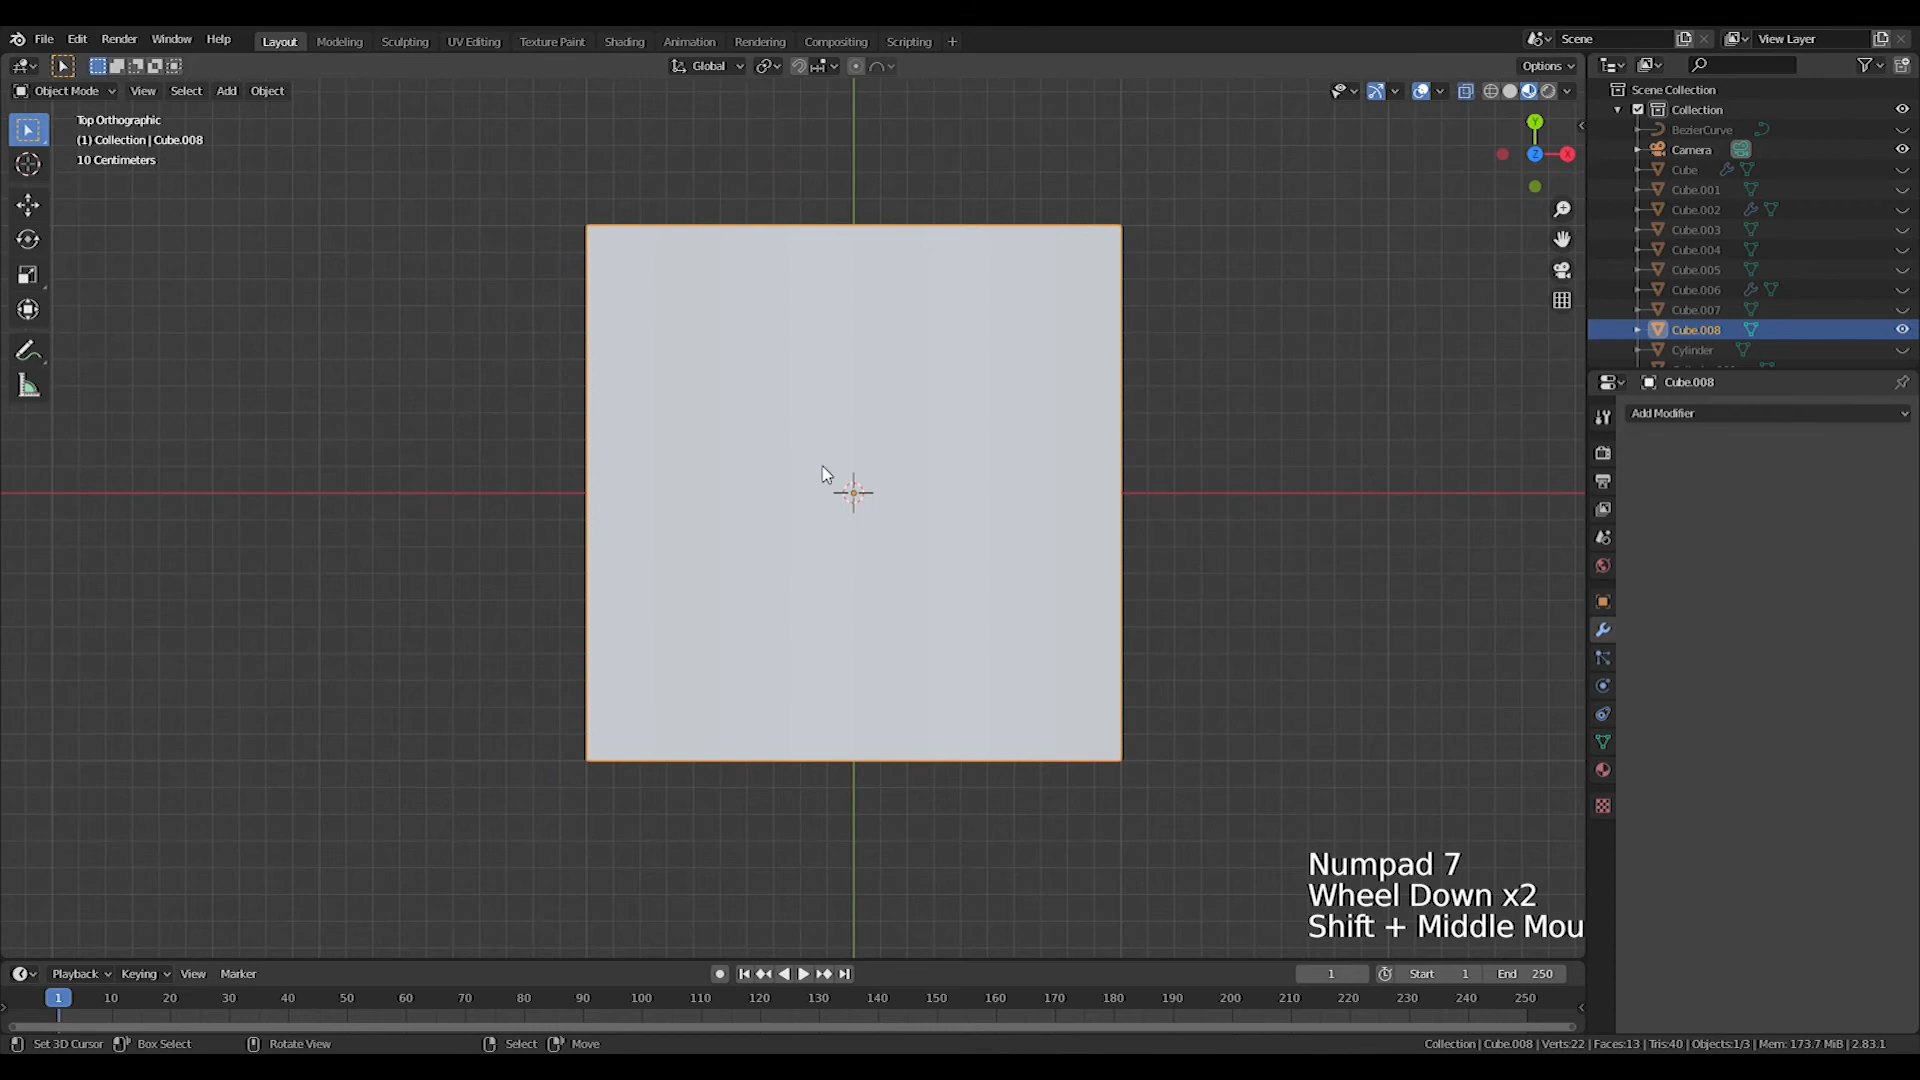 File Edit Render Window Help Layout Modeling Sculpting UV Editing Texture Paint Shading Animation Rendering Compositing Scripting + Scene View Layer
Global Options
Object Mode View Select Add Object
Top Orthographic
(1) Collection | Cube.008
10 Centimeters
Y
Z
X
Scene Collection
Collection
BezierCurve
Camera
Cube
Cube.001
Cube.002
Cube.003
Cube.004
Cube.005
Cube.006
Cube.007
Cube.008
Cylinder
Cube.008
Add Modifier
Numpad 7
Wheel Down x2
Shift + Middle Mou
Playback Keying View Marker 1 Start 1 End 250
1 10 20 30 40 50 60 70 80 90 100 110 120 130 140 150 160 170 180 190 200 210 220 230 240 250
Set 3D Cursor Box Select Rotate View Select Move Collection | Cube.008 | Verts:22 | Faces:13 | Tris:40 | Objects:1/3 | Mem: 173.7 MiB | 2.83.1